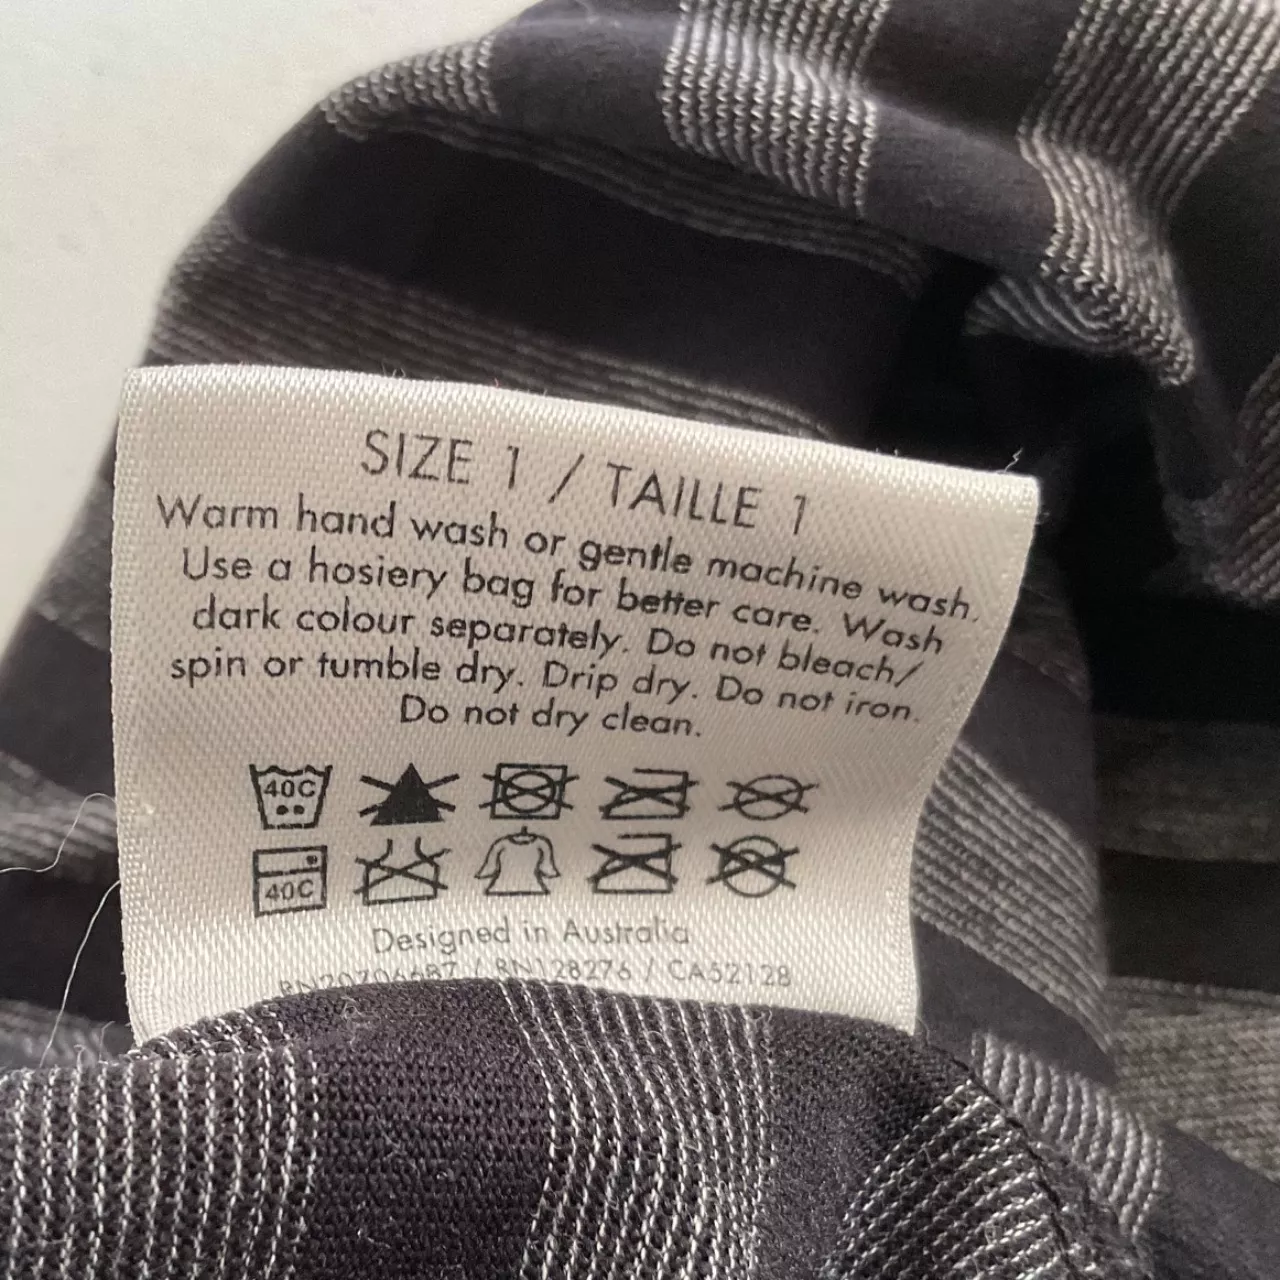 SIZE 1 / TAILLE 1
Warm hand wash or gentle machine wash.
Use a hosiery bag for better care. Wash
dark colour separately. Do not bleach/
spin or tumble dry. Drip dry. Do not iron.
Do not dry clean.
40C
40C
Designed in Australia
/ RN128276 / CA52128